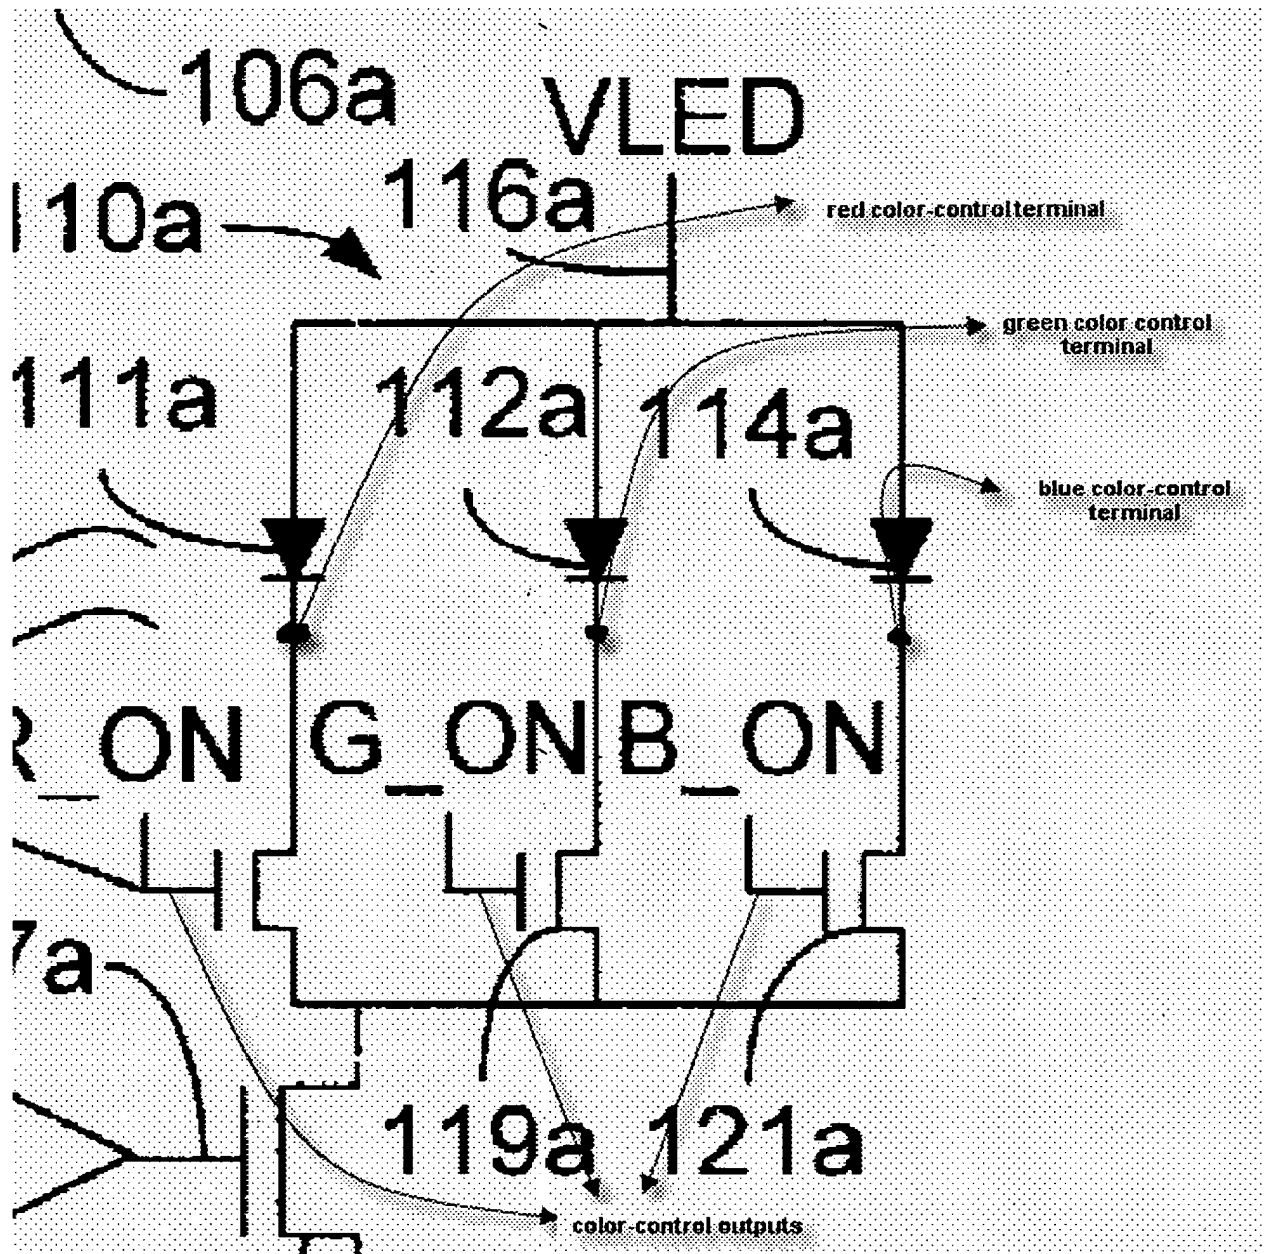 106a
VLED
116a
110a
red color-control terminal
green color control
terminal
111a
112a
114a
blue color-control
terminal
R_ON
G_ON
B_ON
7a
119a
121a
color-control outputs